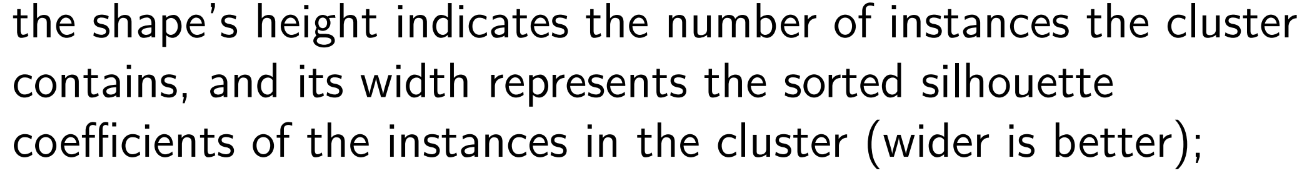 the shape's height indicates the number of instances the cluster
contains, and its width represents the sorted silhouette
coefficients of the instances in the cluster (wider is better);